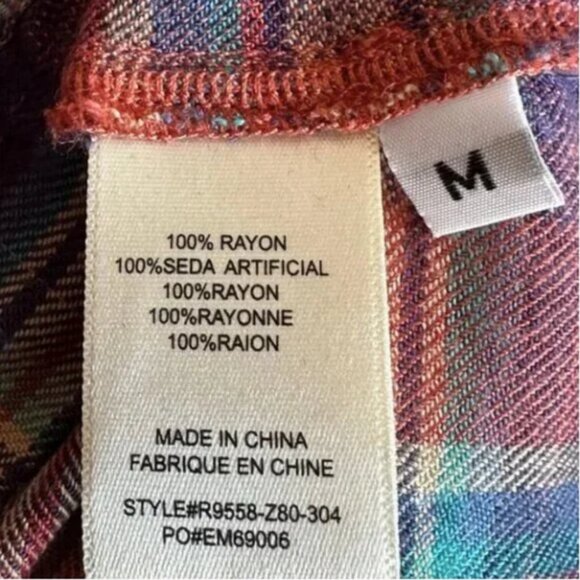 M
100% RAYON
100%SEDA ARTIFICIAL
100%RAYON
100%RAYONNE
100%RAION
MADE IN CHINA
FABRIQUE EN CHINE
STYLE#R9558-Z80-304
PO#EM69006